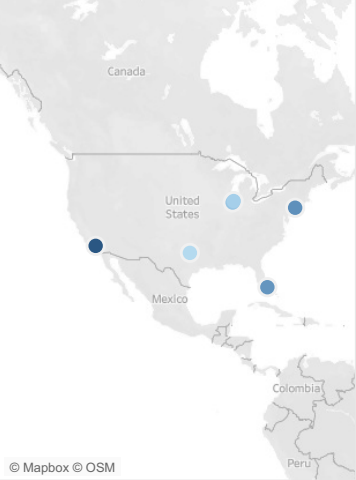 Canada
United
States
Mexico
Colombia
Peru
© Mapbox © OSM